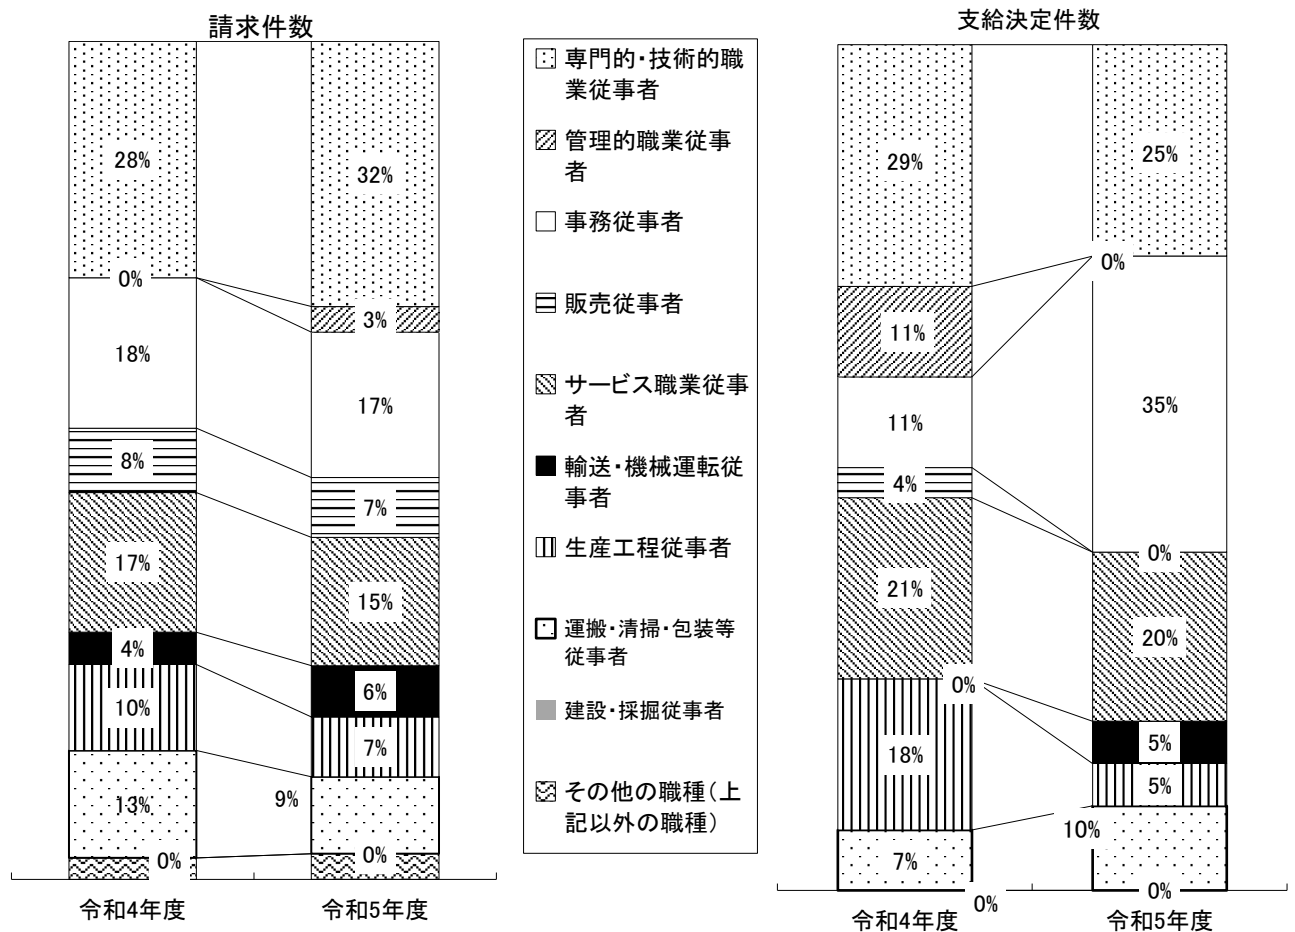 請求件数
28%
0%
18%
8%
17%
4%
10%
13%
0%
令和4年度
32%
3%
17%
7%
15%
6%
7%
9%
0%
令和5年度
専門的・技術的職
業従事者
管理的職業従事
者
事務従事者
販売従事者
サービス職業従事
者
輸送・機械運転従
事者
生産工程従事者
運搬・清掃・包装等
従事者
建設・採掘従事者
その他の職種(上
記以外の職種)
支給決定件数
29%
11%
11%
4%
21%
0%
18%
7%
0%
令和4年度
25%
0%
35%
0%
20%
5%
5%
10%
0%
令和5年度